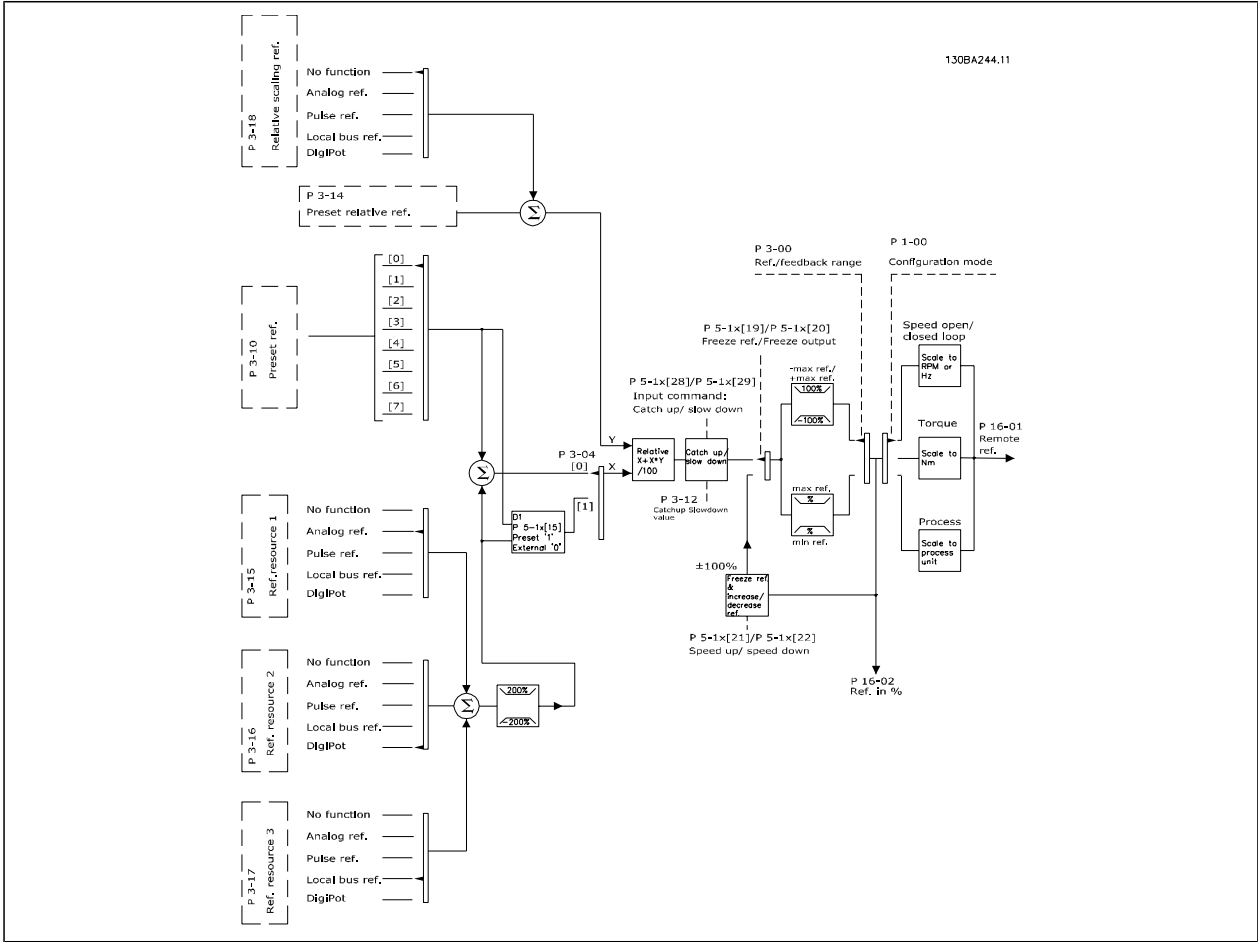 130BA244.11
P 3-18
Relative scaling ref.
No function
Analog ref.
Pulse ref.
Local bus ref.
DigiPot
P 3-14
Preset relative ref.
Σ
P 3-10
Preset ref.
[0]
[1]
[2]
[3]
[4]
[5]
[6]
[7]
Y
X
P 3-04
[0]
[1]
Σ
D1
P 5-1x[15]
Preset '1'
External '0'
Relative
X+X*Y
/100
P 5-1x[28]/P 5-1x[29]
Input command:
Catch up/ slow down
Catch up/
slow down
P 3-12
Catchup Slowdown
value
P 5-1x[19]/P 5-1x[20]
Freeze ref./Freeze output
-max ref./
+max ref.
100%
-100%
max ref.
%
%
min ref.
±100%
Freeze ref.
&
increase/
decrease
ref.
P 5-1x[21]/P 5-1x[22]
Speed up/ speed down
P 3-00
Ref./feedback range
P 1-00
Configuration mode
Speed open/
closed loop
Scale to
RPM or
Hz
Torque
Scale to
Nm
Process
Scale to
process
unit
P 16-01
Remote
ref.
P 16-02
Ref. in %
P 3-15
Ref.resource 1
No function
Analog ref.
Pulse ref.
Local bus ref.
DigiPot
P 3-16
Ref. resource 2
No function
Analog ref.
Pulse ref.
Local bus ref.
DigiPot
Σ
200%
-200%
P 3-17
Ref. resource 3
No function
Analog ref.
Pulse ref.
Local bus ref.
DigiPot